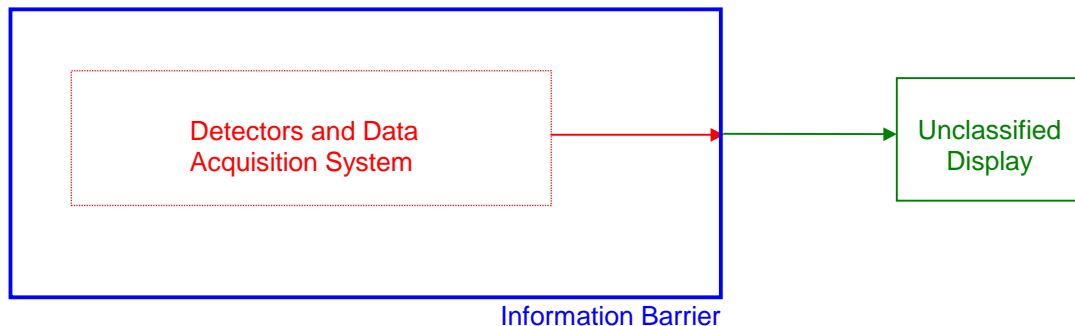 Detectors and Data
Acquisition System
Unclassified
Display
Information Barrier